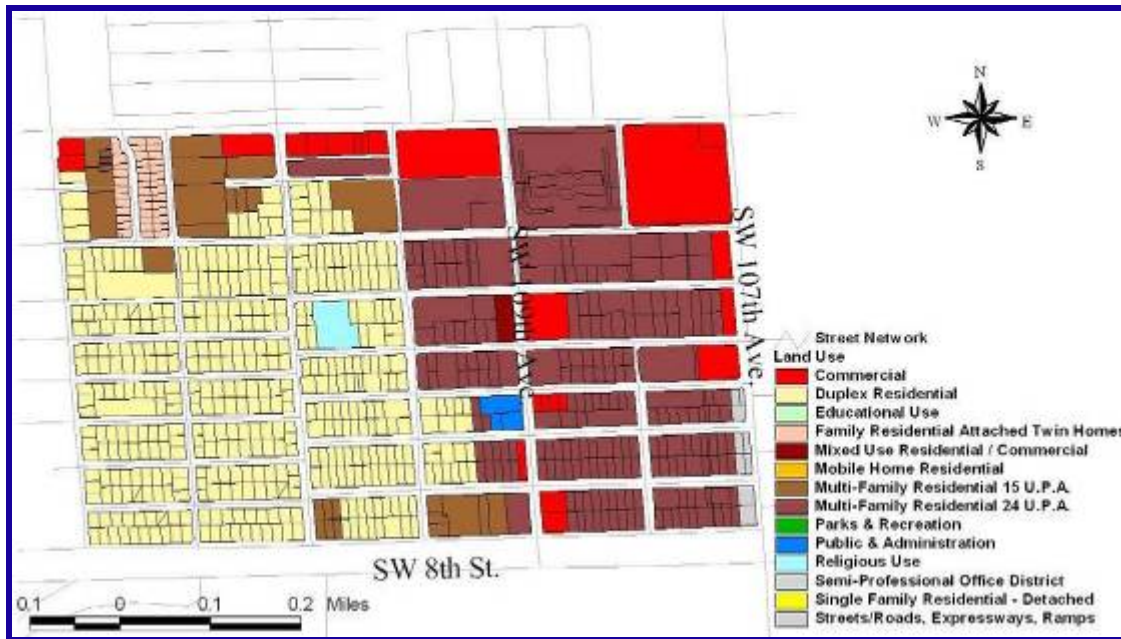 N
W E
S
SW 109th Ave.
SW 107th Ave.
Street Network
Land Use
Commercial
Duplex Residential
Educational Use
Family Residential Attached Twin Homes
Mixed Use Residential / Commercial
Mobile Home Residential
Multi-Family Residential 15 U.P.A.
Multi-Family Residential 24 U.P.A.
Parks & Recreation
Public & Administration
Religious Use
Semi-Professional Office District
Single Family Residential - Detached
Streets/Roads, Expressways, Ramps
SW 8th St.
0.1 0 0.1 0.2 Miles